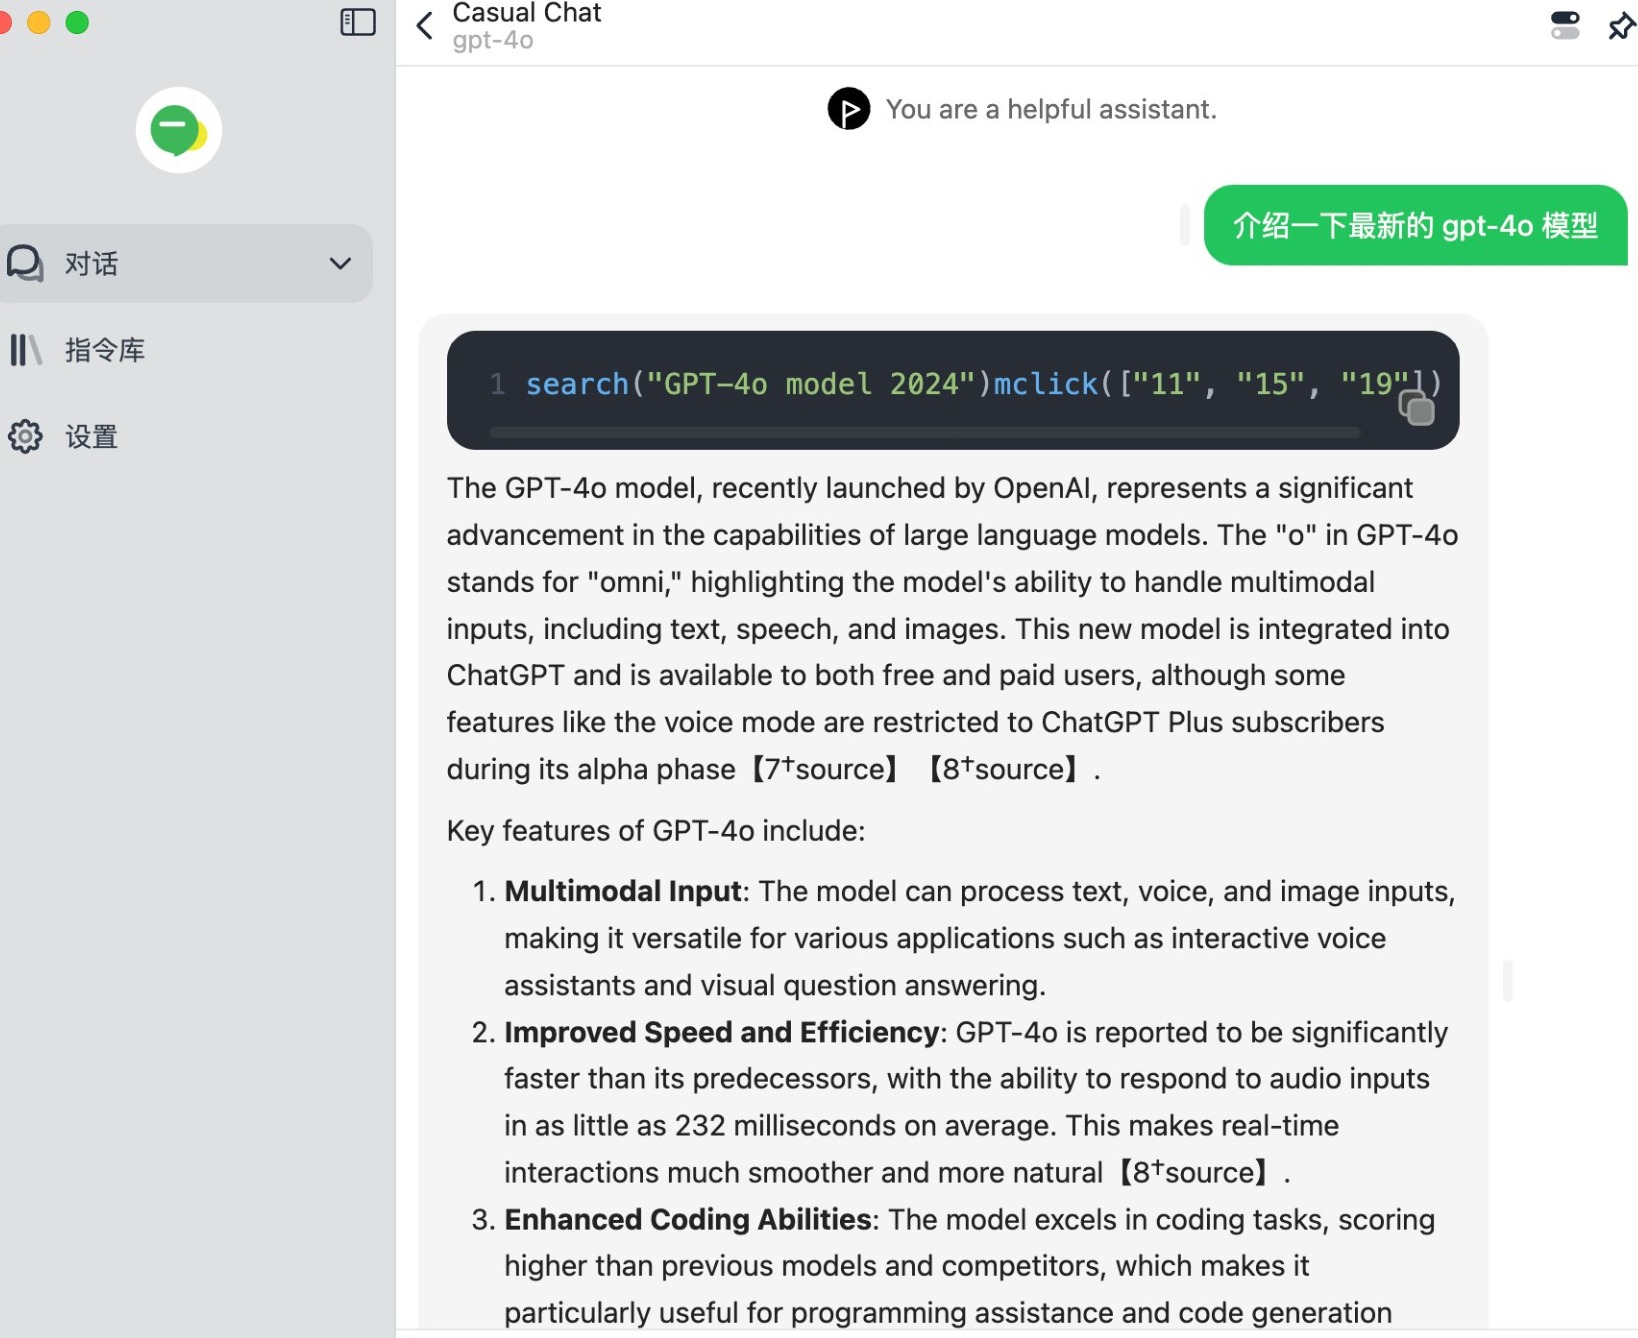 Casual Chat
gpt-4o
You are a helpful assistant.
对话
指令库
设置
介绍一下最新的 gpt-4o 模型
1 search("GPT-4o model 2024")mclick(["11", "15", "19"])
The GPT-4o model, recently launched by OpenAI, represents a significant
advancement in the capabilities of large language models. The "o" in GPT-4o
stands for "omni," highlighting the model's ability to handle multimodal
inputs, including text, speech, and images. This new model is integrated into
ChatGPT and is available to both free and paid users, although some
features like the voice mode are restricted to ChatGPT Plus subscribers
during its alpha phase【7†source】【8†source】.
Key features of GPT-4o include:
1. Multimodal Input: The model can process text, voice, and image inputs,
making it versatile for various applications such as interactive voice
assistants and visual question answering.
2. Improved Speed and Efficiency: GPT-4o is reported to be significantly
faster than its predecessors, with the ability to respond to audio inputs
in as little as 232 milliseconds on average. This makes real-time
interactions much smoother and more natural【8†source】.
3. Enhanced Coding Abilities: The model excels in coding tasks, scoring
higher than previous models and competitors, which makes it
particularly useful for programming assistance and code generation